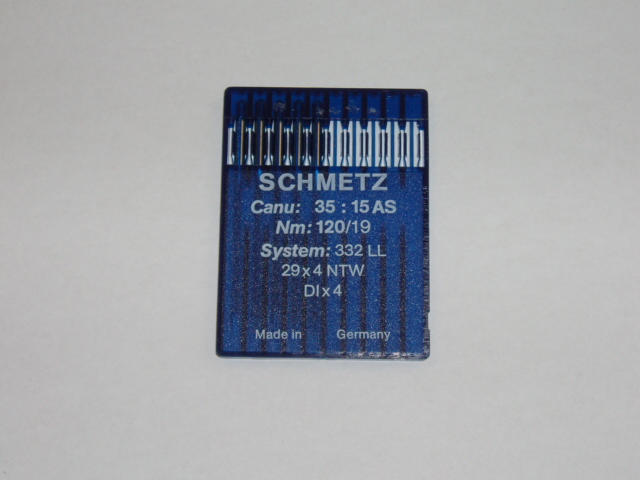 SCHMETZ
Canu: 35 : 15 AS
Nm: 120/19
System: 332 LL
29 x 4 NTW
DI x 4
Made in Germany